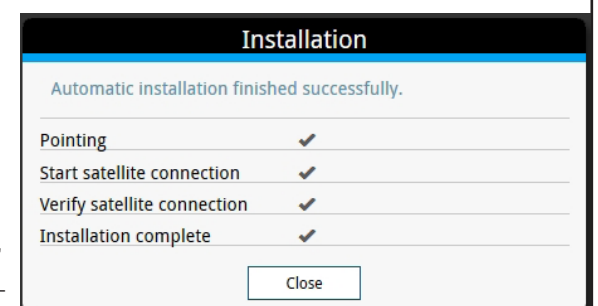 Installation
Automatic installation finished successfully.
Pointing ✔
Start satellite connection ✔
Verify satellite connection ✔
Installation complete ✔
Close